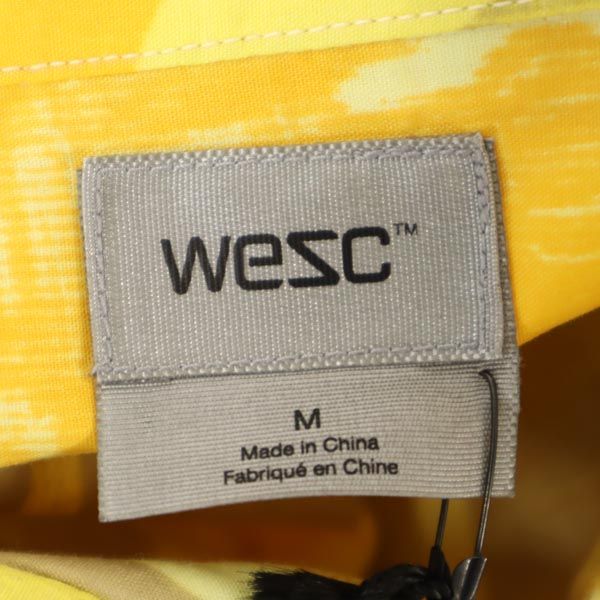 wesc™
M
Made in China
Fabriqué en Chine